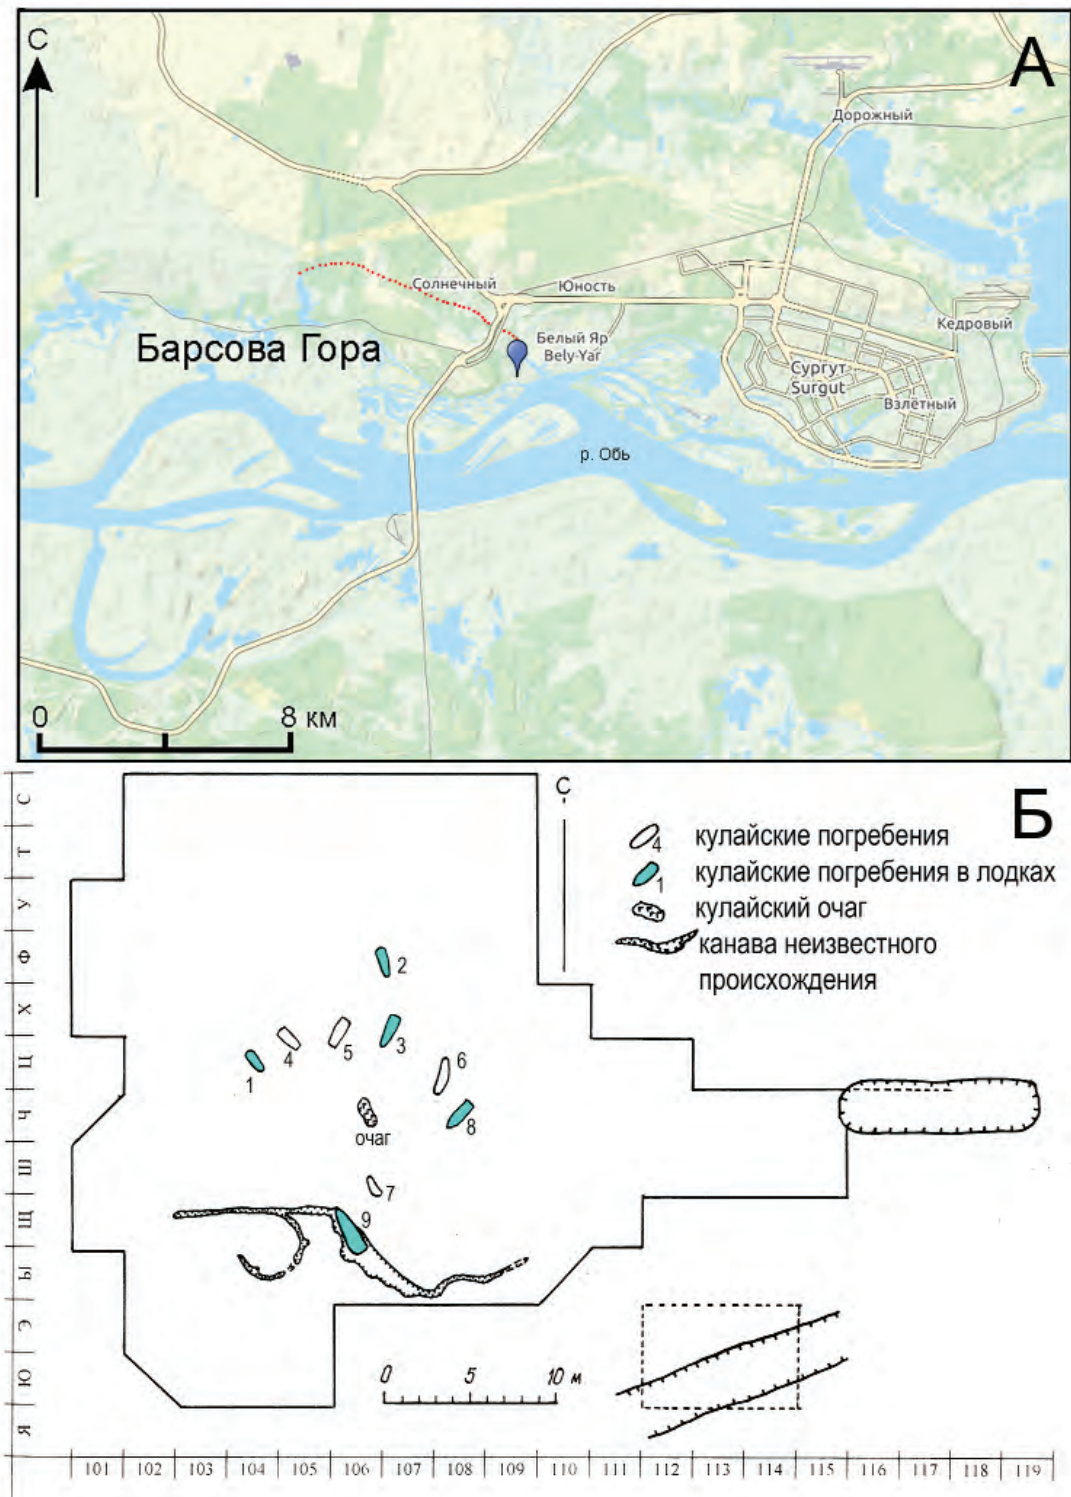 С
А
Дорожный
Солнечный
Юность
Кедровый
Барсова Гора
Белый Яр
Bely Yar
Сургут
Surgut
Взлётный
р. Обь
0 8 км
С
Б
4 кулайские погребения
1 кулайские погребения в лодках
кулайский очаг
канава неизвестного
происхождения
С
Т
У
Ф
Х
Ц
Ч
Ш
Щ
Ы
Э
Ю
Я
2
3
5
4
1
6
8
очаг
7
9
0 5 10 м
101 102 103 104 105 106 107 108 109 110 111 112 113 114 115 116 117 118 119